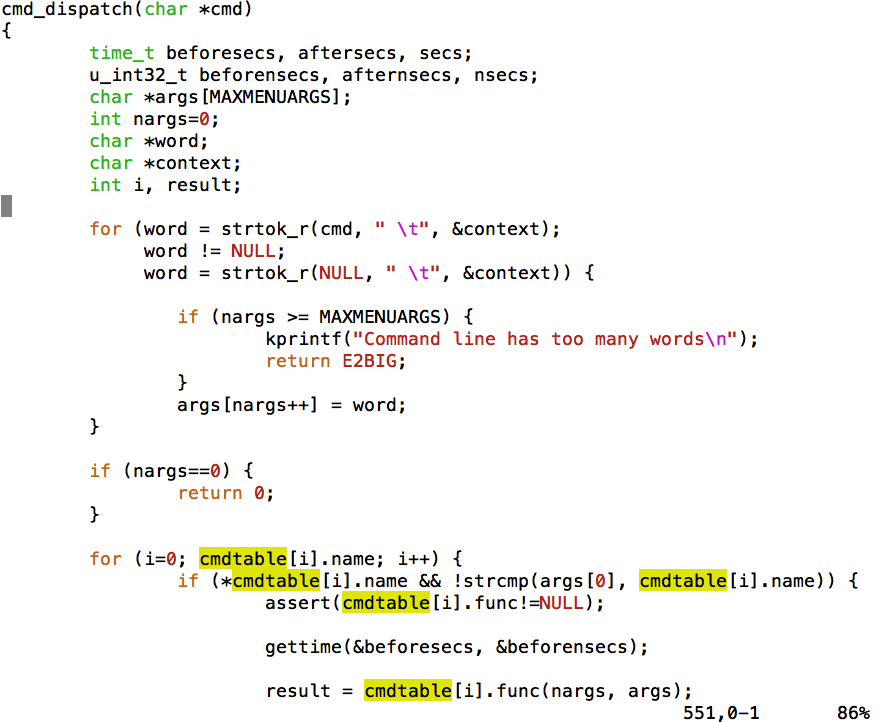 cmd_dispatch(char *cmd)
{
        time_t beforesecs, aftersecs, secs;
        u_int32_t beforensecs, afternsecs, nsecs;
        char *args[MAXMENUARGS];
        int nargs=0;
        char *word;
        char *context;
        int i, result;

        for (word = strtok_r(cmd, " \t", &context);
             word != NULL;
             word = strtok_r(NULL, " \t", &context)) {

                if (nargs >= MAXMENUARGS) {
                        kprintf("Command line has too many words\n");
                        return E2BIG;
                }
                args[nargs++] = word;
        }

        if (nargs==0) {
                return 0;
        }

        for (i=0; cmdtable[i].name; i++) {
                if (*cmdtable[i].name && !strcmp(args[0], cmdtable[i].name)) {
                        assert(cmdtable[i].func!=NULL);

                        gettime(&beforesecs, &beforensecs);

                        result = cmdtable[i].func(nargs, args);
551,0-1 86%